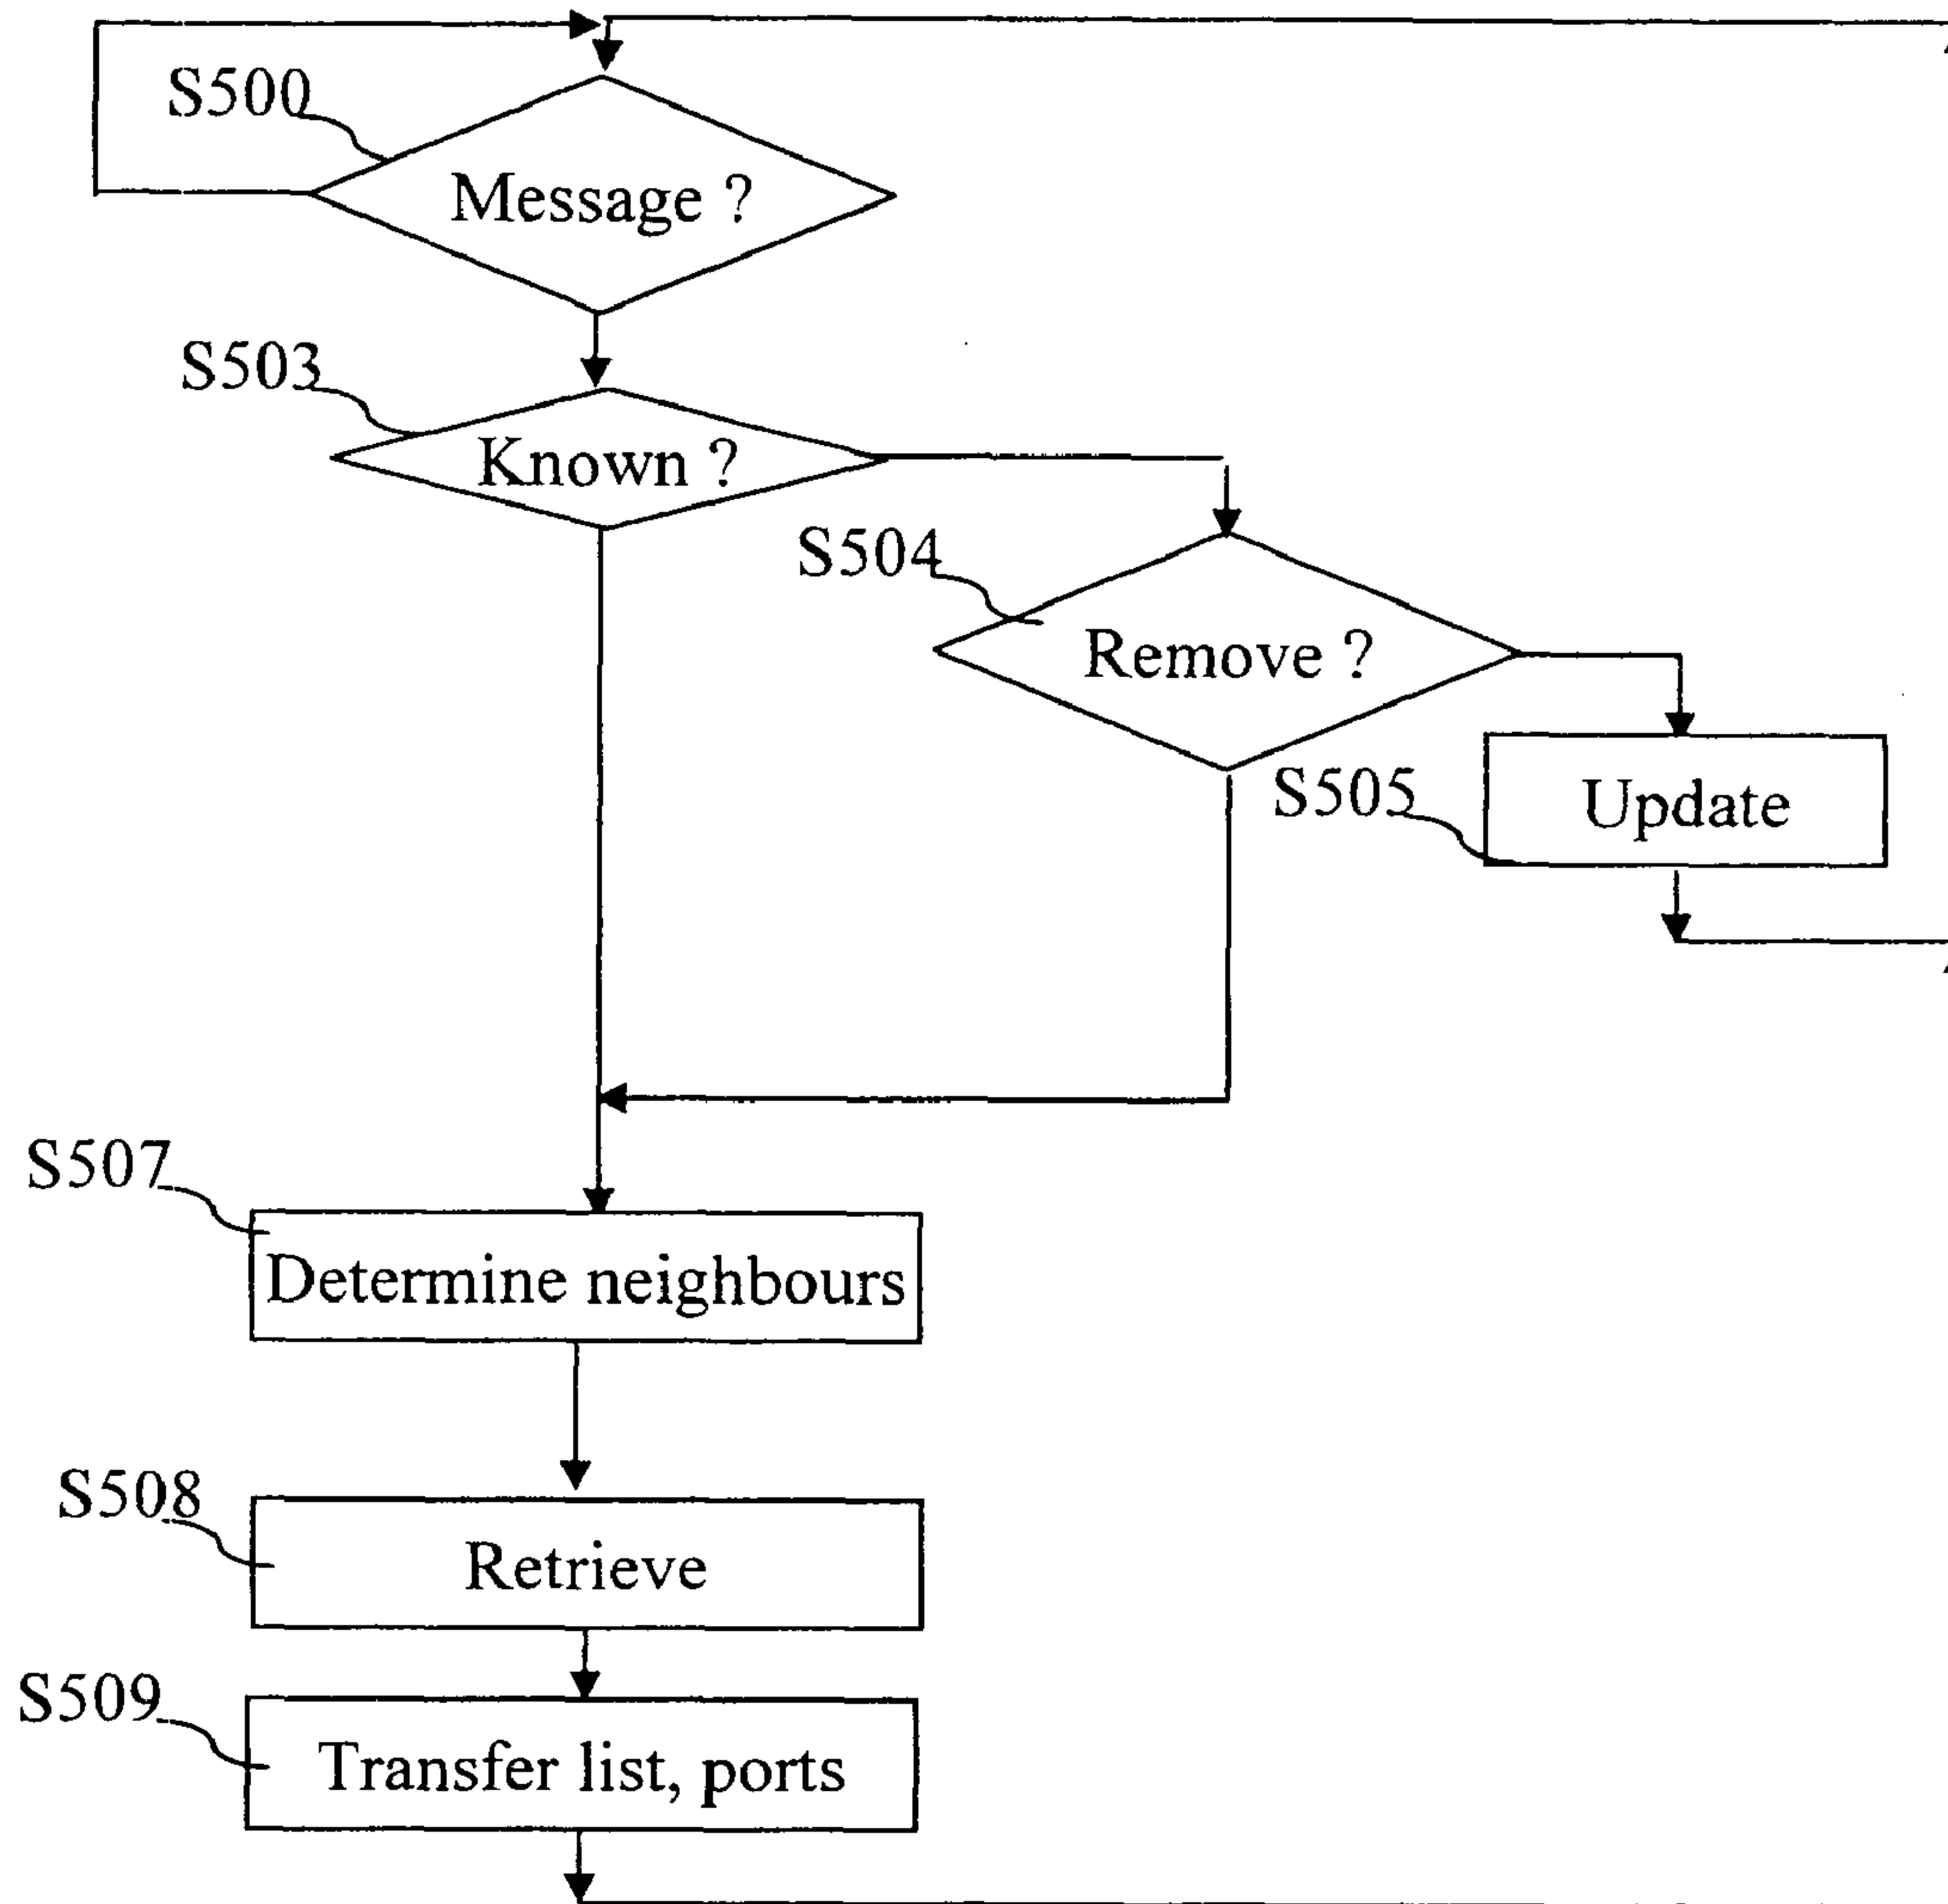 S500
Message ?
S503
Known ?
S504
Remove ?
S505
Update
S507
Determine neighbours
S508
Retrieve
S509
Transfer list, ports